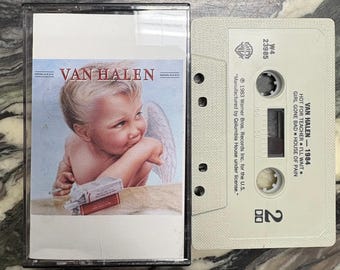 VAN HALEN
W4
23985
VAN HALEN • 1984
HOT FOR TEACHER • I'LL WAIT •
GIRL GONE BAD • HOUSE OF PAIN
2
© 1983 Warner Bros. Records Inc. for the U.S.
"Manufactured by Columbia House under license."